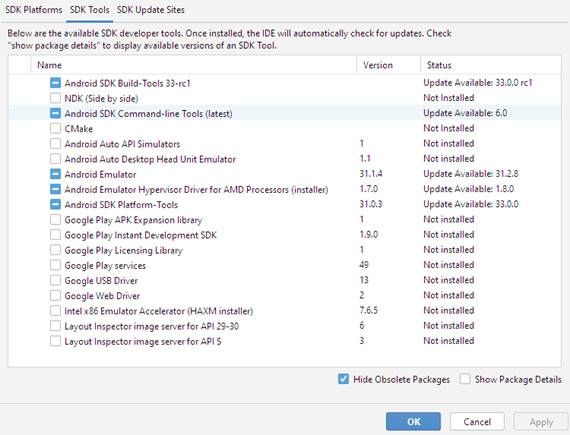 SDK Platforms SDK Tools SDK Update Sites
Below are the available SDK developer tools. Once installed, the IDE will automatically check for updates. Check
"show package details" to display available versions of an SDK Tool.
Name Version Status
Android SDK Build-Tools 33-rc1 Update Available: 33.0.0 rc1
NDK (Side by side) Not Installed
Android SDK Command-line Tools (latest) Update Available: 6.0
CMake Not Installed
Android Auto API Simulators 1 Not installed
Android Auto Desktop Head Unit Emulator 1.1 Not installed
Android Emulator 31.1.4 Update Available: 31.2.8
Android Emulator Hypervisor Driver for AMD Processors (installer) 1.7.0 Update Available: 1.8.0
Android SDK Platform-Tools 31.0.3 Update Available: 33.0.0
Google Play APK Expansion library 1 Not installed
Google Play Instant Development SDK 1.9.0 Not installed
Google Play Licensing Library 1 Not installed
Google Play services 49 Not installed
Google USB Driver 13 Not installed
Google Web Driver 2 Not installed
Intel x86 Emulator Accelerator (HAXM installer) 7.6.5 Not installed
Layout Inspector image server for API 29-30 6 Not installed
Layout Inspector image server for API S 3 Not installed
Hide Obsolete Packages Show Package Details
OK Cancel Apply